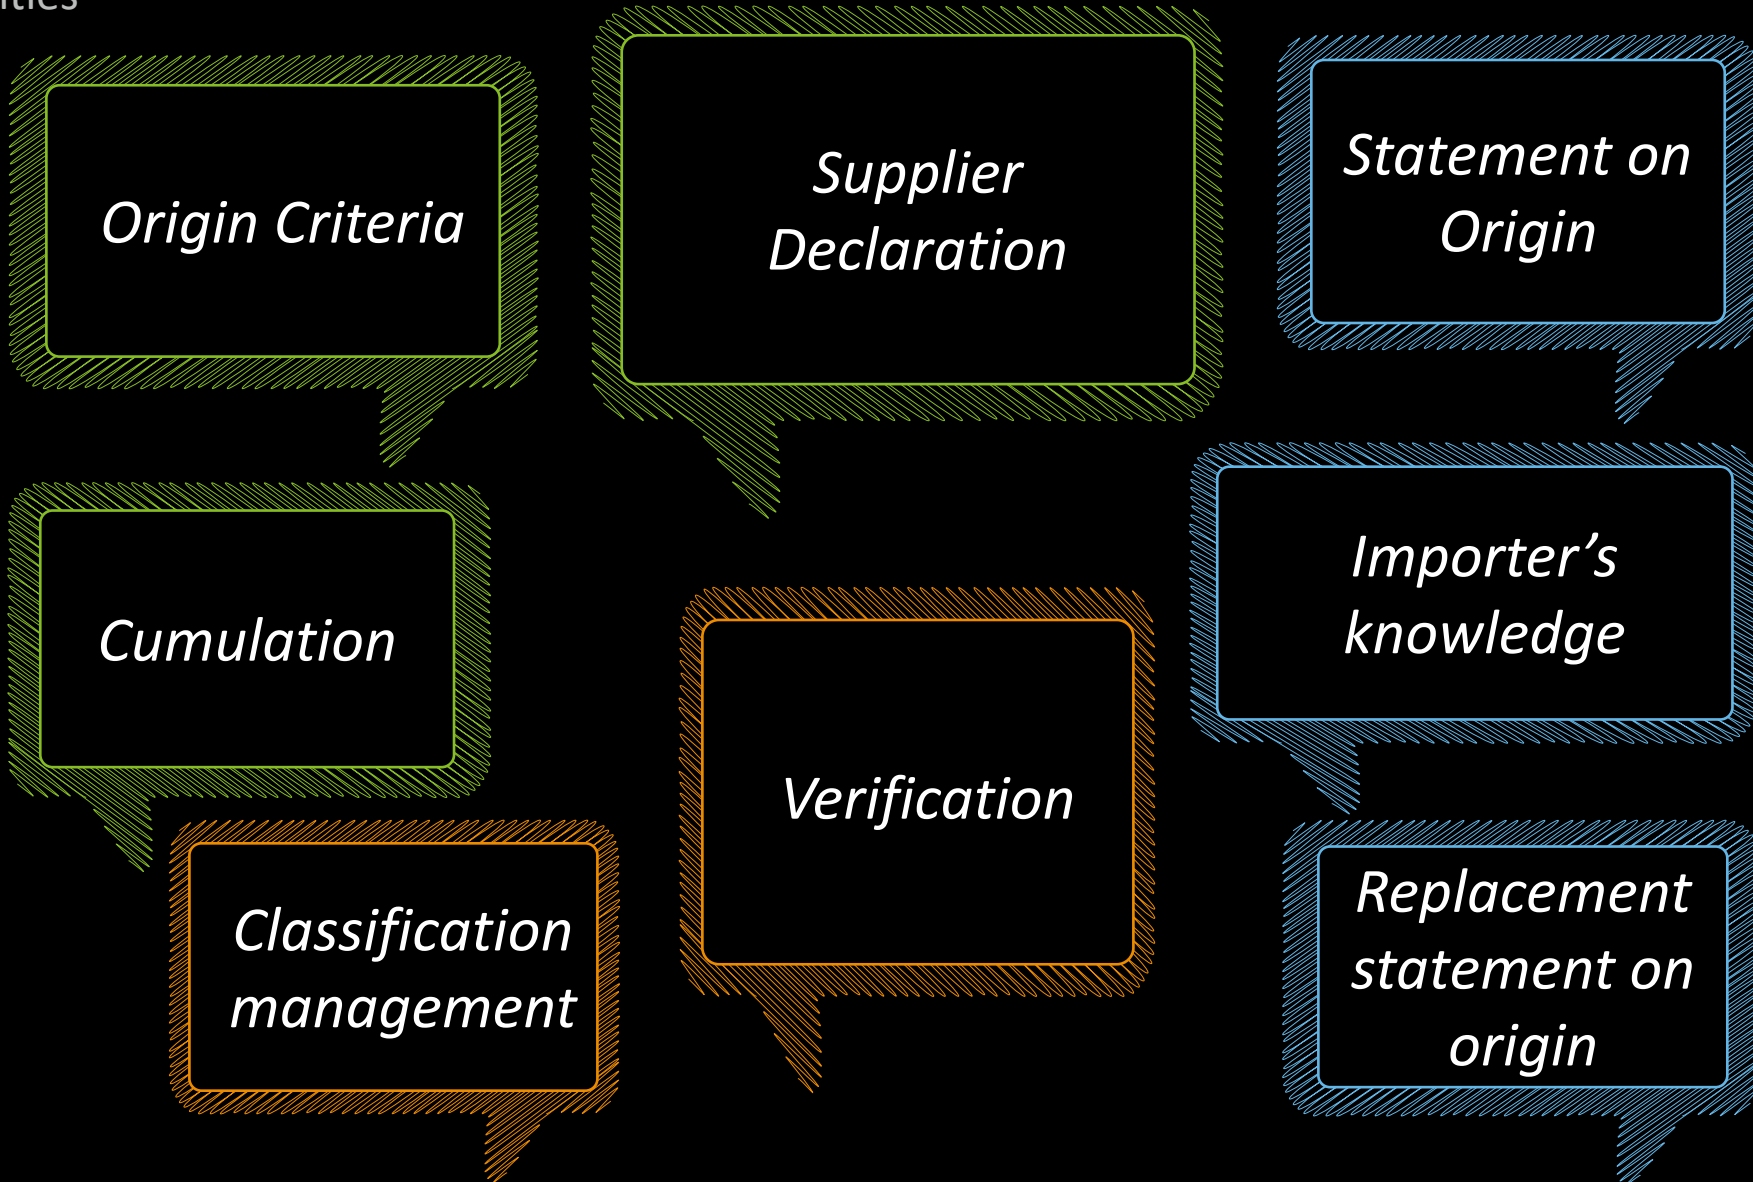 Origin Criteria
Supplier
Declaration
Statement on
Origin
Cumulation
Importer’s
knowledge
Verification
Classification
management
Replacement
statement on
origin